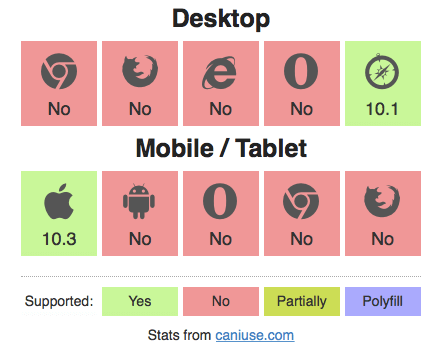 Desktop
No No No No 10.1
Mobile / Tablet
10.3 No No No No
Supported: Yes No Partially Polyfill
Stats from caniuse.com